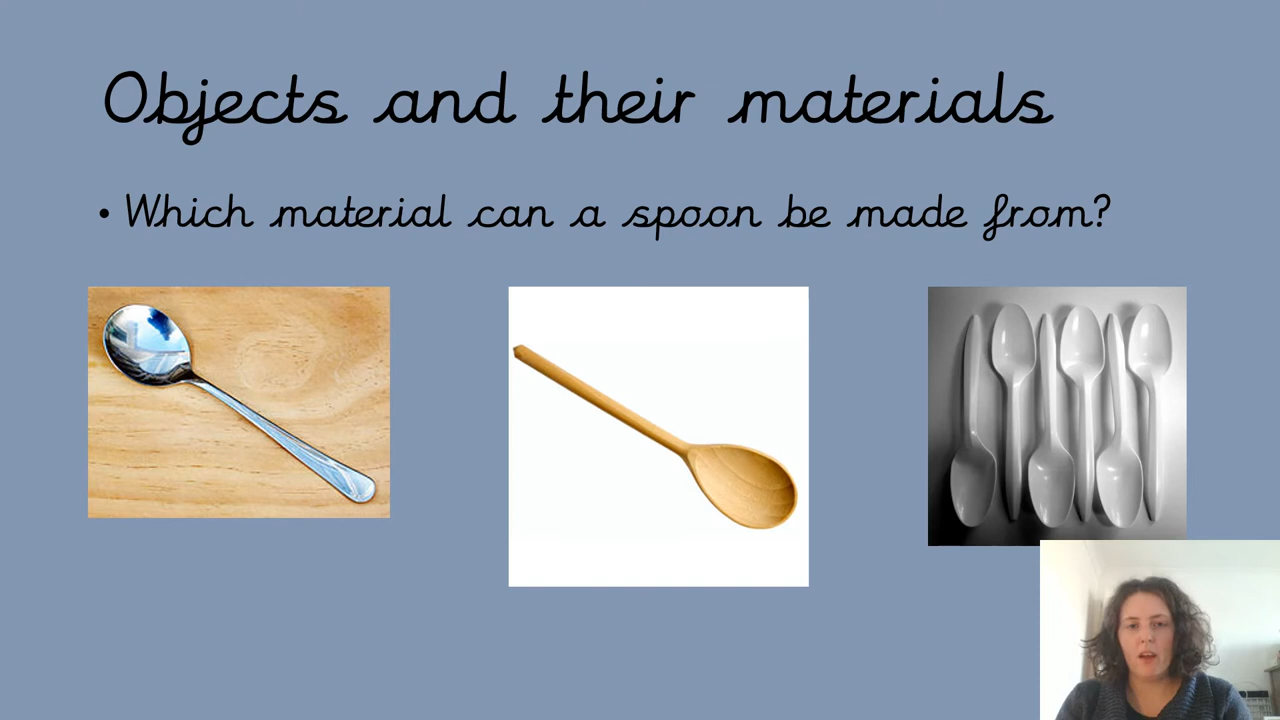 Objects and their materials
• Which material can a spoon be made from?